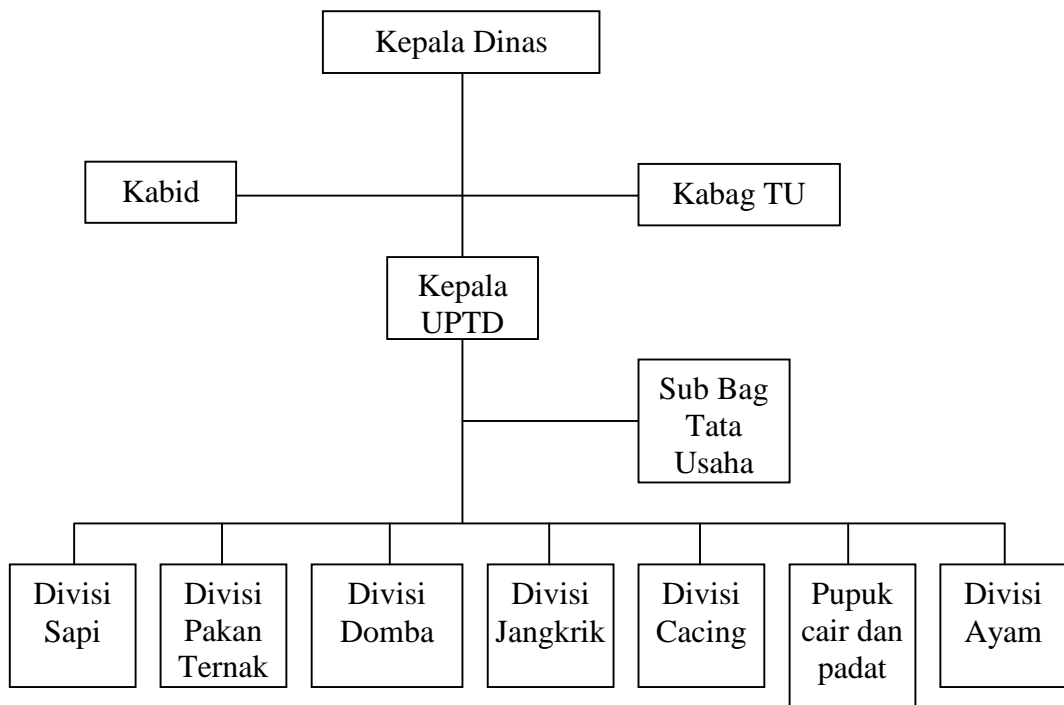 Kepala Dinas
Kabid
Kabag TU
Kepala
UPTD
Sub Bag
Tata
Usaha
Divisi
Sapi
Divisi
Pakan
Ternak
Divisi
Domba
Divisi
Jangkrik
Divisi
Cacing
Pupuk
cair dan
padat
Divisi
Ayam